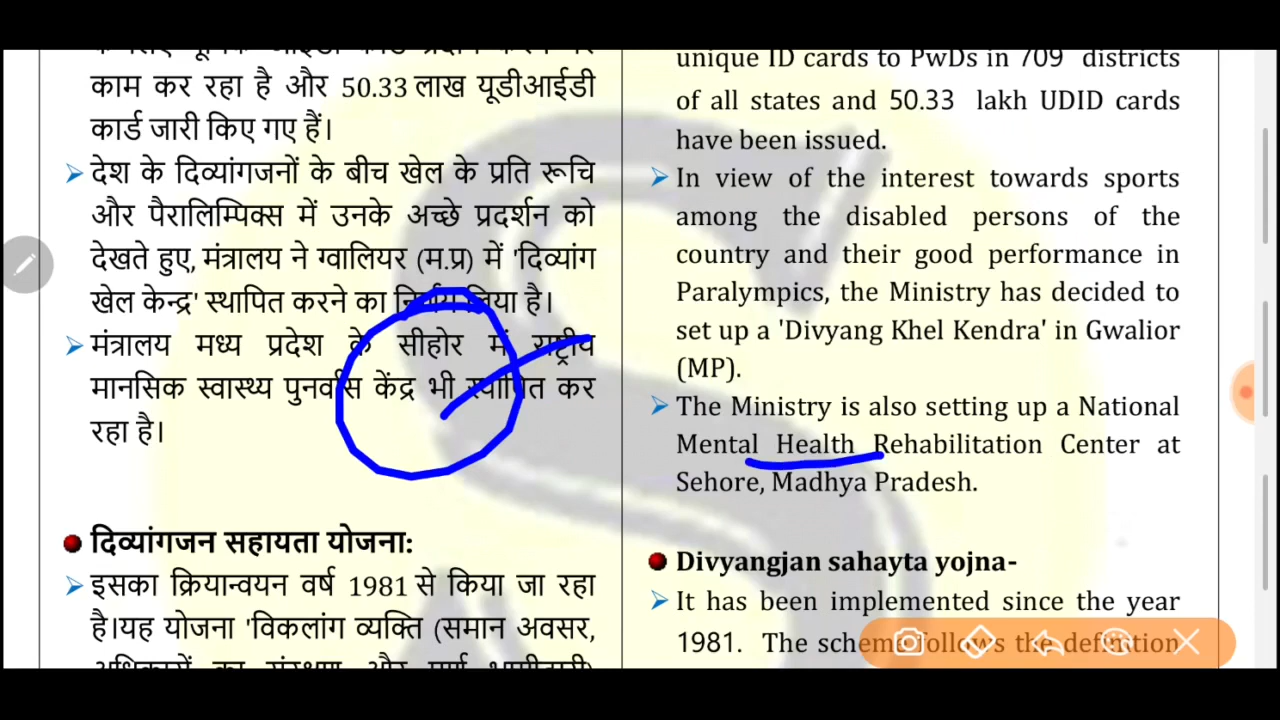 काम कर रहा है और 50.33 लाख यूडीआईडी
कार्ड जारी किए गए हैं।
➢ देश के दिव्यांगजनों के बीच खेल के प्रति रूचि
और पैरालिम्पिक्स में उनके अच्छे प्रदर्शन को
देखते हुए, मंत्रालय ने ग्वालियर (म.प्र) में 'दिव्यांग
खेल केन्द्र' स्थापित करने का निर्णय लिया है।
➢ मंत्रालय मध्य प्रदेश के सीहोर में राष्ट्रीय
मानसिक स्वास्थ्य पुनर्वास केंद्र भी स्थापित कर
रहा है।
दिव्यांगजन सहायता योजना:
➢ इसका क्रियान्वयन वर्ष 1981 से किया जा रहा
है।यह योजना 'विकलांग व्यक्ति (समान अवसर,
unique ID cards to PwDs in 709 districts
of all states and 50.33 lakh UDID cards
have been issued.
➢ In view of the interest towards sports
among the disabled persons of the
country and their good performance in
Paralympics, the Ministry has decided to
set up a 'Divyang Khel Kendra' in Gwalior
(MP).
➢ The Ministry is also setting up a National
Mental Health Rehabilitation Center at
Sehore, Madhya Pradesh.
Divyangjan sahayta yojna-
➢ It has been implemented since the year
1981. The scheme follows the definition